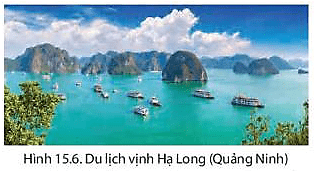 Hình 15.6. Du lịch vịnh Hạ Long (Quảng Ninh)